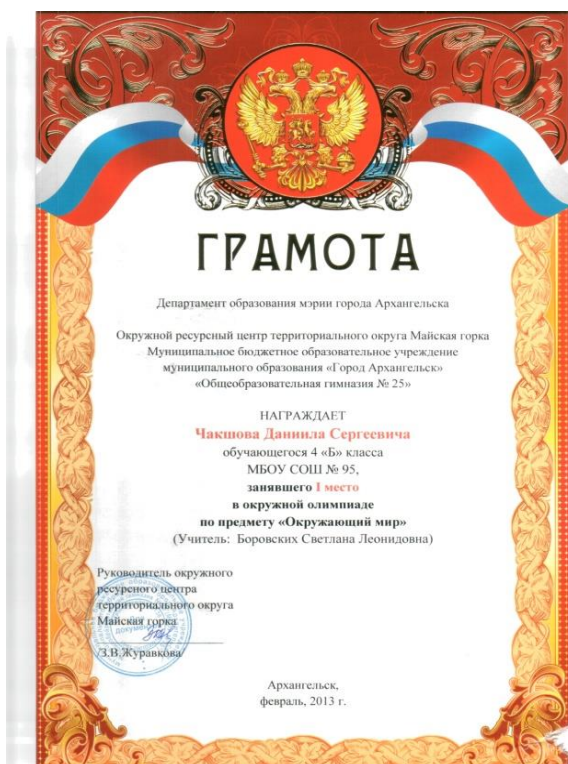 ГРАМОТА
Департамент образования мэрии города Архангельска
Окружной ресурсный центр территориального округа Майская горка
Муниципальное бюджетное образовательное учреждение
муниципального образования «Город Архангельск»
«Общеобразовательная гимназия № 25»
НАГРАЖДАЕТ
Чакшова Даниила Сергеевича
обучающегося 4 «Б» класса
МБОУ СОШ № 95,
занявшего I место
в окружной олимпиаде
по предмету «Окружающий мир»
(Учитель: Боровских Светлана Леонидовна)
Руководитель окружного
ресурсного центра
территориального округа
Майская горка
/З.В.Журавкова/
Архангельск,
февраль, 2013 г.